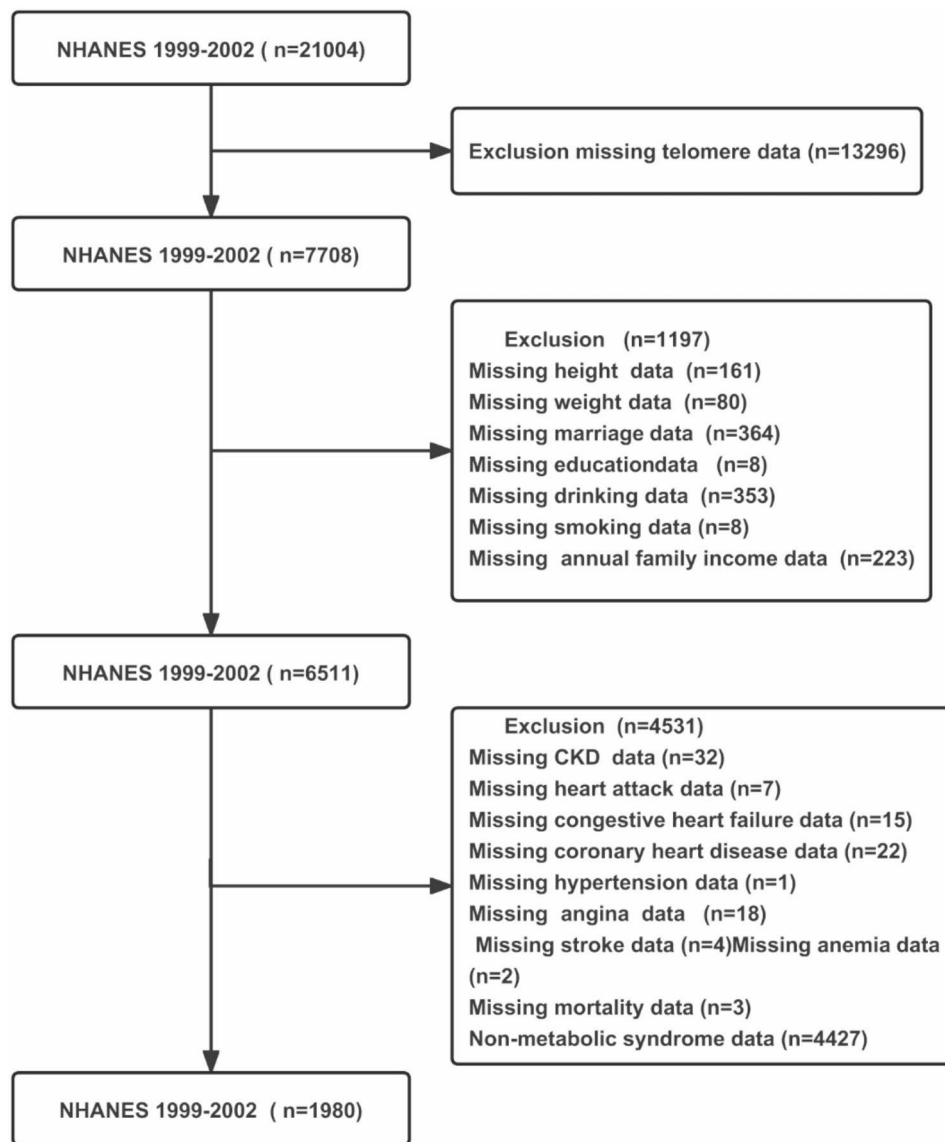 NHANES 1999-2002 ( n=21004)
Exclusion missing telomere data (n=13296)
NHANES 1999-2002 ( n=7708)
Exclusion (n=1197)
Missing height data (n=161)
Missing weight data (n=80)
Missing marriage data (n=364)
Missing educationdata (n=8)
Missing drinking data (n=353)
Missing smoking data (n=8)
Missing annual family income data (n=223)
NHANES 1999-2002 ( n=6511)
Exclusion (n=4531)
Missing CKD data (n=32)
Missing heart attack data (n=7)
Missing congestive heart failure data (n=15)
Missing coronary heart disease data (n=22)
Missing hypertension data (n=1)
Missing angina data (n=18)
Missing stroke data (n=4)Missing anemia data
(n=2)
Missing mortality data (n=3)
Non-metabolic syndrome data (n=4427)
NHANES 1999-2002 ( n=1980)